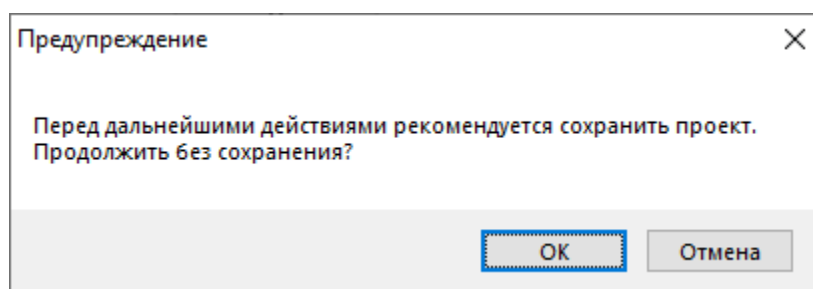 Предупреждение
Перед дальнейшими действиями рекомендуется сохранить проект.
Продолжить без сохранения?
ОК
Отмена